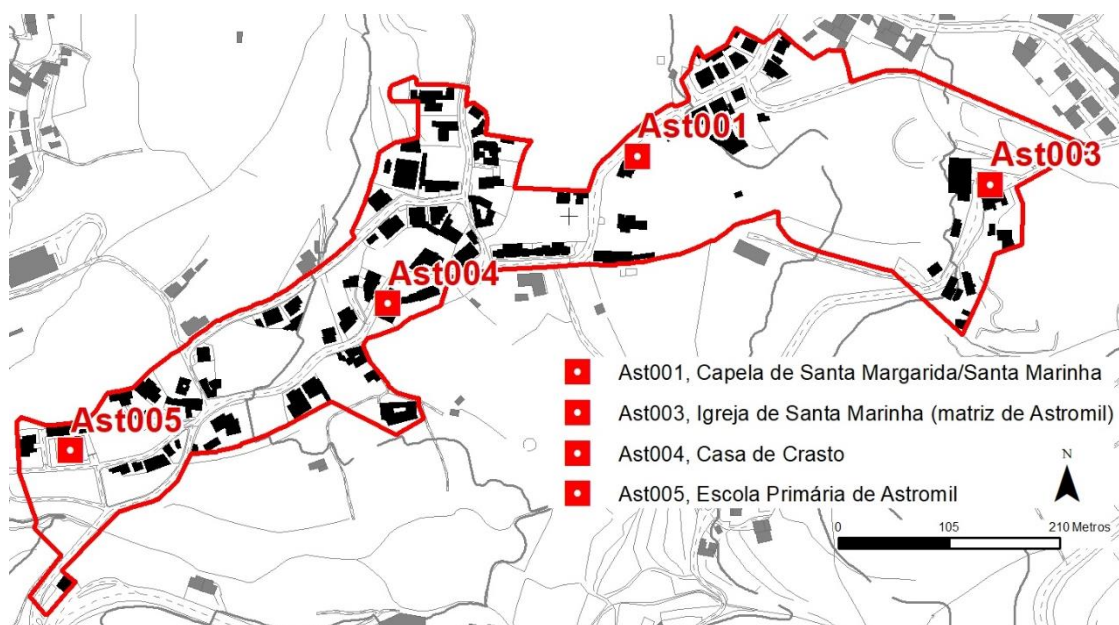 Ast001
Ast003
Ast004
Ast005
Ast001, Capela de Santa Margarida/Santa Marinha
Ast003, Igreja de Santa Marinha (matriz de Astromil)
Ast004, Casa de Crasto
Ast005, Escola Primária de Astromil
N
0 105 210 Metros